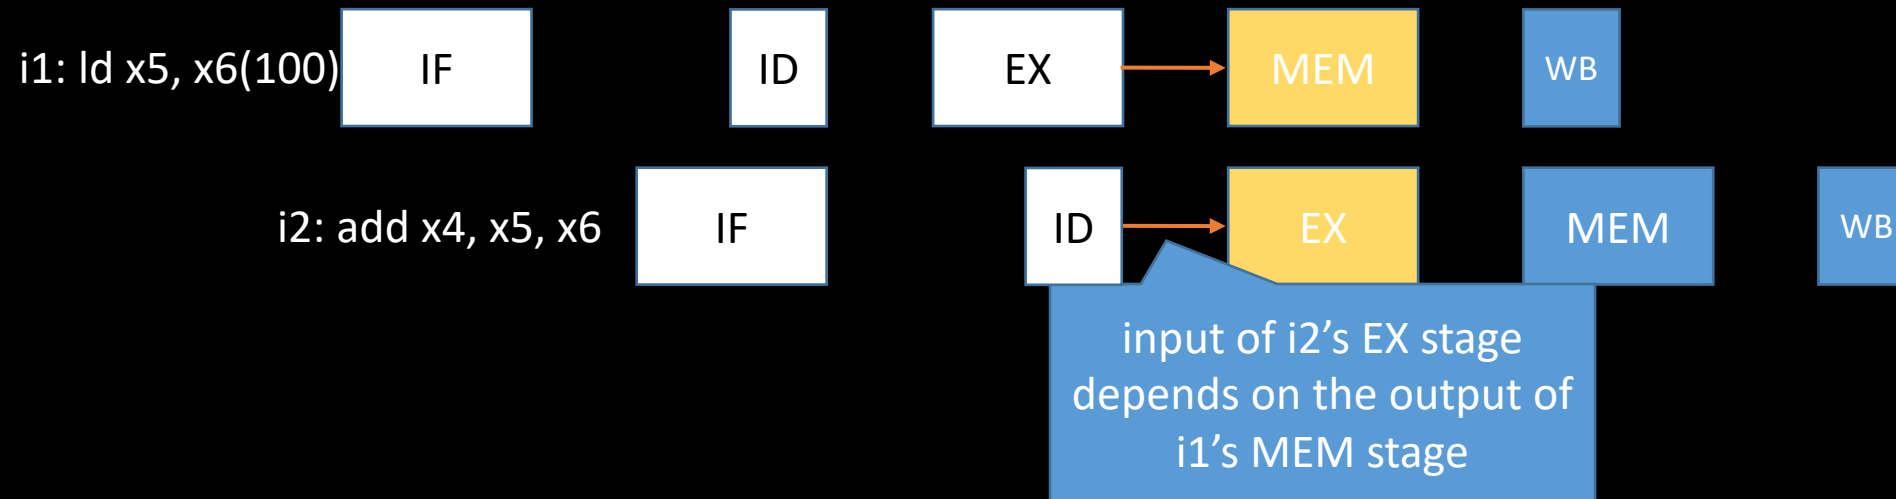 i1: ld x5, x6(100) IF ID EX MEM WB
i2: add x4, x5, x6 IF ID EX MEM WB
input of i2’s EX stage
depends on the output of
i1’s MEM stage